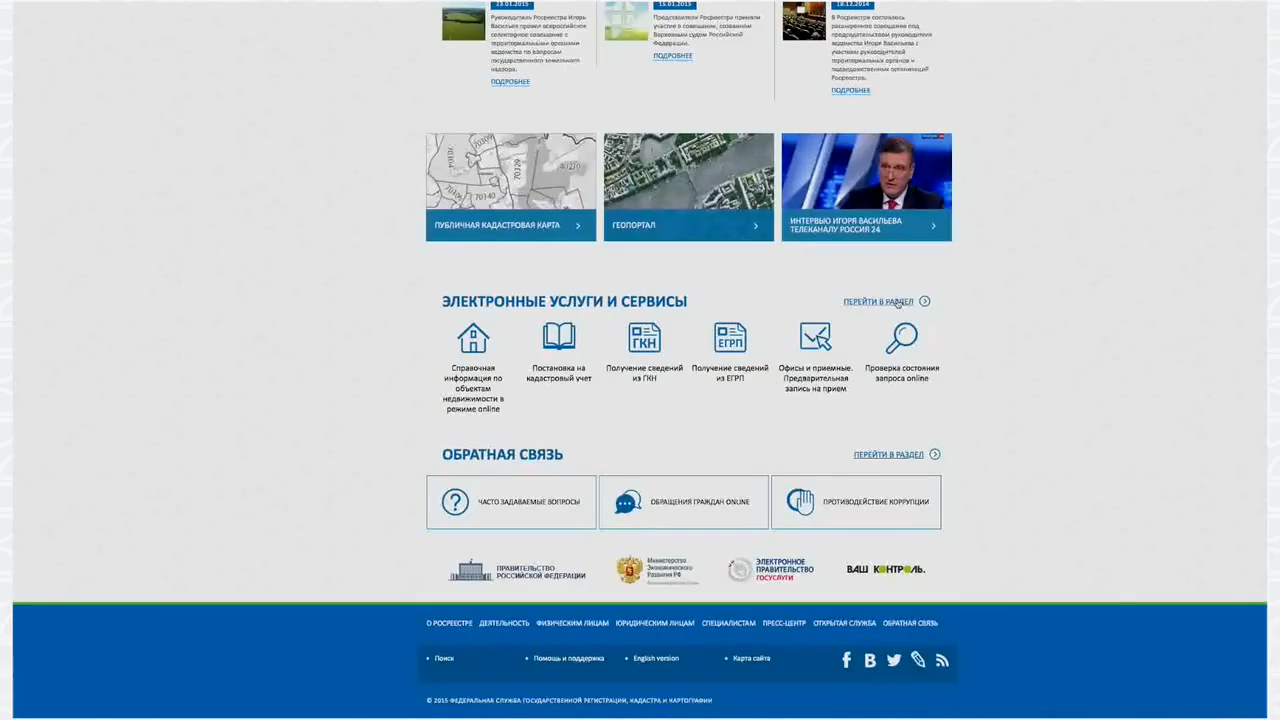 23.01.2015
Руководитель Росреестра Игорь
Васильев провел всероссийское
селекторное совещание с
территориальными органами
ведомства по вопросам
государственного земельного
надзора.
ПОДРОБНЕЕ
15.01.2015
Представители Росреестра приняли
участие в совещании, созванном
Верховным судом Российской
Федерации.
ПОДРОБНЕЕ
18.12.2014
В Росреестре состоялось
расширенное совещание под
председательством руководителя
ведомства Игоря Васильева с
участием руководителей
территориальных органов и
подведомственных организаций
Росреестра.
ПОДРОБНЕЕ
70309
70329
40210
70140
ПУБЛИЧНАЯ КАДАСТРОВАЯ КАРТА
ГЕОПОРТАЛ
ИНТЕРВЬЮ ИГОРЯ ВАСИЛЬЕВА
ТЕЛЕКАНАЛУ РОССИЯ 24
ЭЛЕКТРОННЫЕ УСЛУГИ И СЕРВИСЫ
ПЕРЕЙТИ В РАЗДЕЛ
Справочная
информация по
объектам
недвижимости в
режиме online
Постановка на
кадастровый учет
ГКН
Получение сведений
из ГКН
ЕГРП
Получение сведений
из ЕГРП
Офисы и приемные.
Предварительная
запись на прием
Проверка состояния
запроса online
ОБРАТНАЯ СВЯЗЬ
ПЕРЕЙТИ В РАЗДЕЛ
ЧАСТО ЗАДАВАЕМЫЕ ВОПРОСЫ
ОБРАЩЕНИЯ ГРАЖДАН ONLINE
ПРОТИВОДЕЙСТВИЕ КОРРУПЦИИ
ПРАВИТЕЛЬСТВО
РОССИЙСКОЙ ФЕДЕРАЦИИ
Министерство
Экономического
Развития РФ
ЭЛЕКТРОННОЕ
ПРАВИТЕЛЬСТВО
ГОСУСЛУГИ
ВАШ КОНТРОЛЬ.
О РОСРЕЕСТРЕ ДЕЯТЕЛЬНОСТЬ ФИЗИЧЕСКИМ ЛИЦАМ ЮРИДИЧЕСКИМ ЛИЦАМ СПЕЦИАЛИСТАМ ПРЕСС-ЦЕНТР ОТКРЫТАЯ СЛУЖБА ОБРАТНАЯ СВЯЗЬ
Поиск Помощь и поддержка English version Карта сайта
© 2015 ФЕДЕРАЛЬНАЯ СЛУЖБА ГОСУДАРСТВЕННОЙ РЕГИСТРАЦИИ, КАДАСТРА И КАРТОГРАФИИ